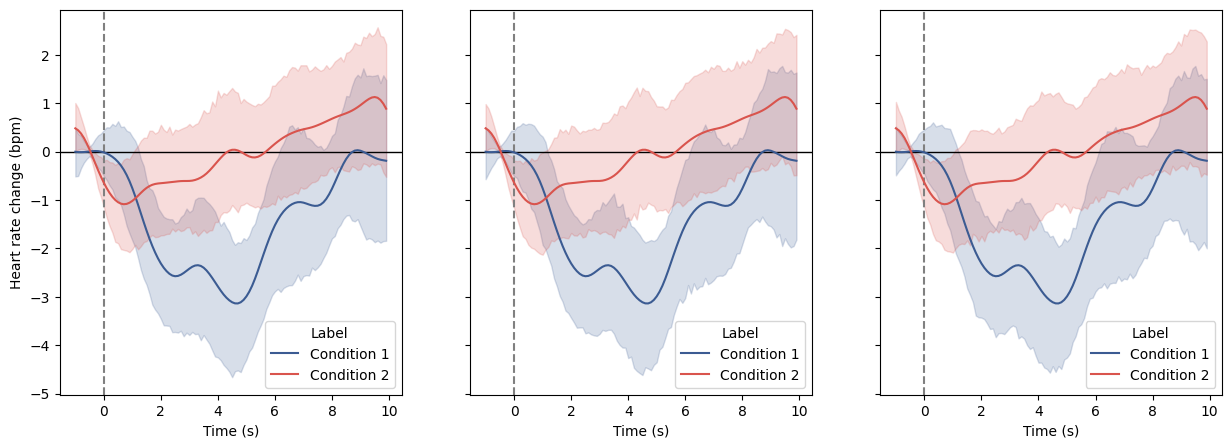 Heart rate change (bpm)
2
1
0
−1
−2
−3
−4
−5
0 2 4 6 8 10
Time (s)
Label
Condition 1
Condition 2
0 2 4 6 8 10
Time (s)
Label
Condition 1
Condition 2
0 2 4 6 8 10
Time (s)
Label
Condition 1
Condition 2